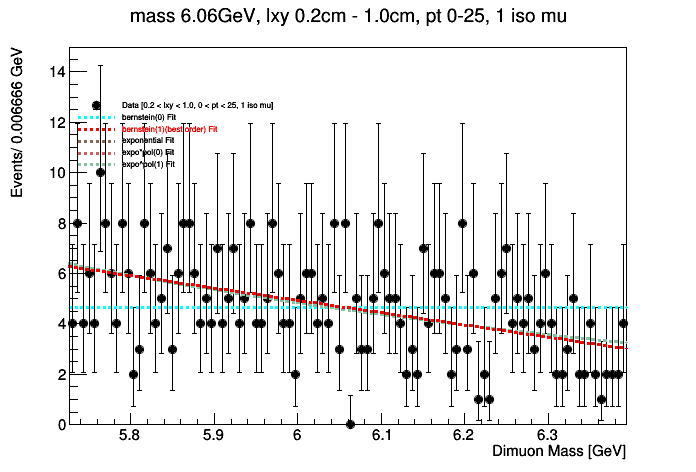 mass 6.06GeV, lxy 0.2cm - 1.0cm, pt 0-25, 1 iso mu
Events/ 0.006666 GeV
14
12
10
8
6
4
2
0
Data [0.2 < lxy < 1.0, 0 < pt < 25, 1 iso mu]
bernstein(0) Fit
bernstein(1)(best order) Fit
exponential Fit
expo*pol(0) Fit
expo*pol(1) Fit
5.8
5.9
6
6.1
6.2
6.3
Dimuon Mass [GeV]